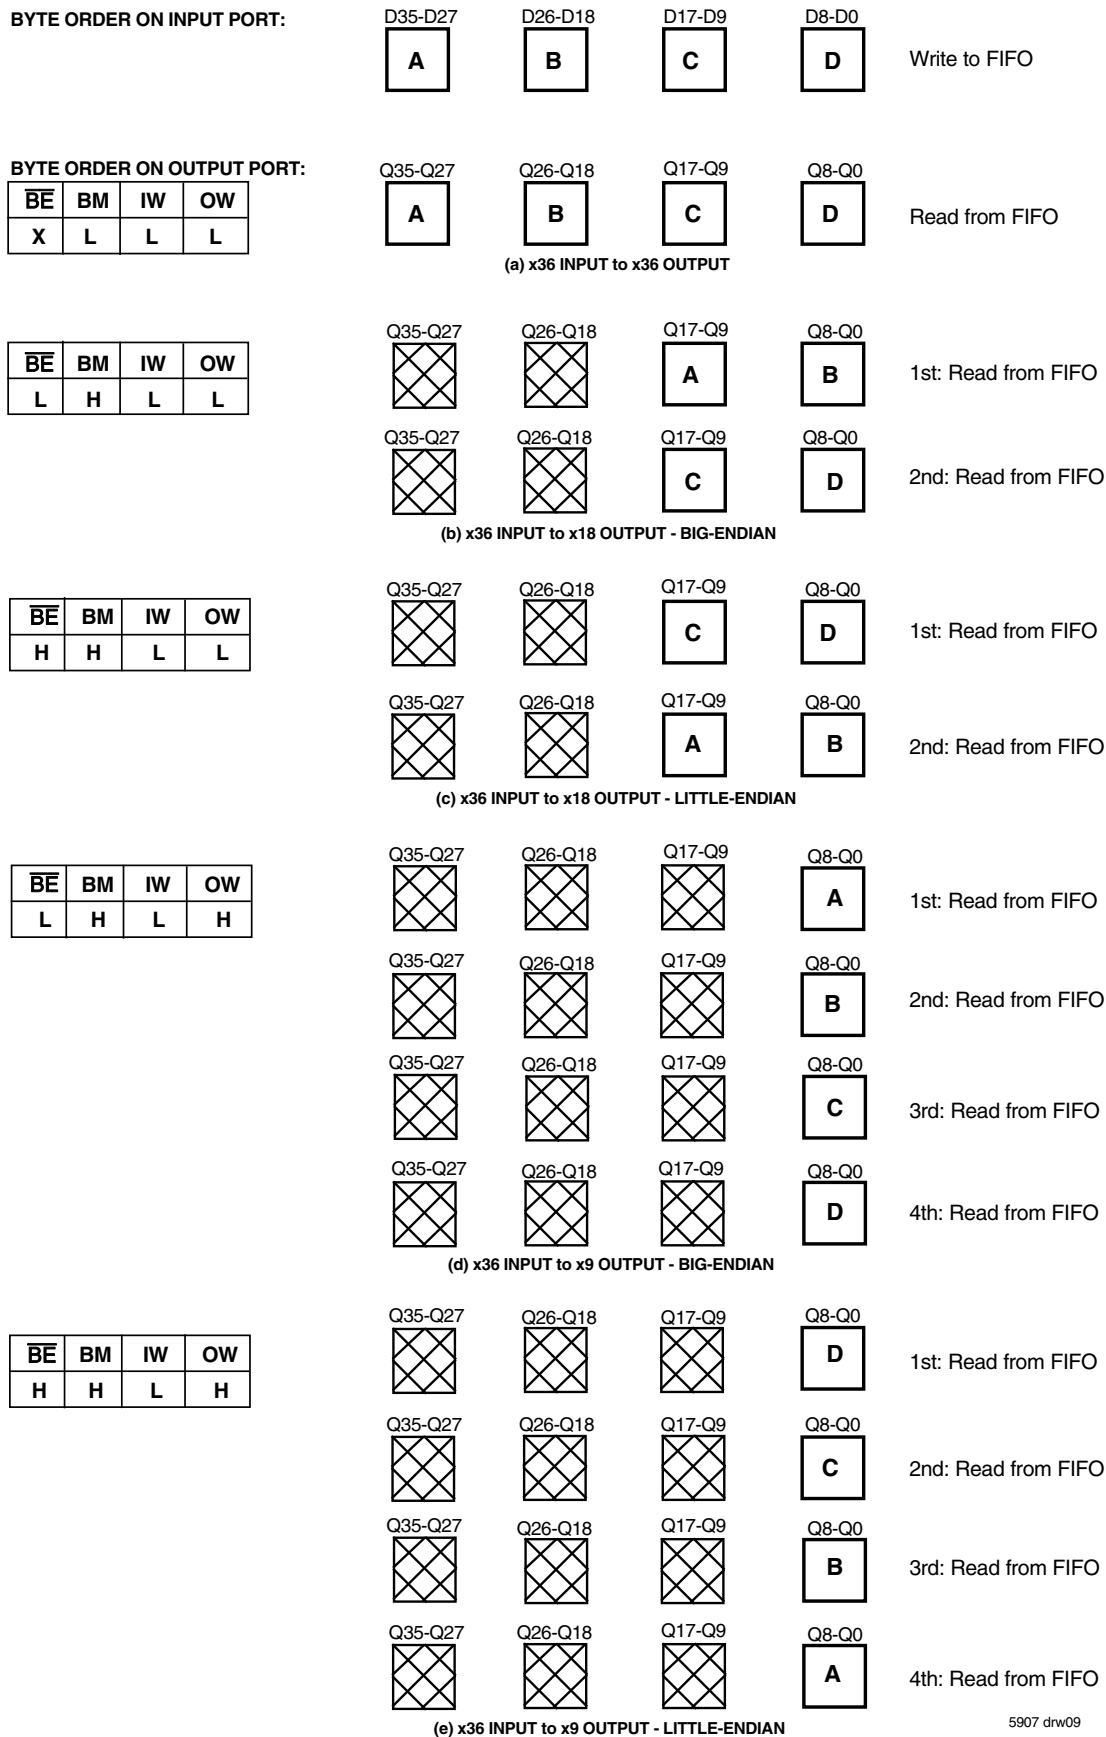 BYTE ORDER ON INPUT PORT:
D35-D27 D26-D18 D17-D9 D8-D0
A B C D Write to FIFO
BYTE ORDER ON OUTPUT PORT:
Q35-Q27 Q26-Q18 Q17-Q9 Q8-Q0
B̅E̅ BM IW OW
X L L L
A B C D Read from FIFO
(a) x36 INPUT to x36 OUTPUT
Q35-Q27 Q26-Q18 Q17-Q9 Q8-Q0
B̅E̅ BM IW OW
L H L L
A B 1st: Read from FIFO
Q35-Q27 Q26-Q18 Q17-Q9 Q8-Q0
C D 2nd: Read from FIFO
(b) x36 INPUT to x18 OUTPUT - BIG-ENDIAN
Q35-Q27 Q26-Q18 Q17-Q9 Q8-Q0
B̅E̅ BM IW OW
H H L L
C D 1st: Read from FIFO
Q35-Q27 Q26-Q18 Q17-Q9 Q8-Q0
A B 2nd: Read from FIFO
(c) x36 INPUT to x18 OUTPUT - LITTLE-ENDIAN
Q35-Q27 Q26-Q18 Q17-Q9 Q8-Q0
B̅E̅ BM IW OW
L H L H
A 1st: Read from FIFO
Q35-Q27 Q26-Q18 Q17-Q9 Q8-Q0
B 2nd: Read from FIFO
Q35-Q27 Q26-Q18 Q17-Q9 Q8-Q0
C 3rd: Read from FIFO
Q35-Q27 Q26-Q18 Q17-Q9 Q8-Q0
D 4th: Read from FIFO
(d) x36 INPUT to x9 OUTPUT - BIG-ENDIAN
Q35-Q27 Q26-Q18 Q17-Q9 Q8-Q0
B̅E̅ BM IW OW
H H L H
D 1st: Read from FIFO
Q35-Q27 Q26-Q18 Q17-Q9 Q8-Q0
C 2nd: Read from FIFO
Q35-Q27 Q26-Q18 Q17-Q9 Q8-Q0
B 3rd: Read from FIFO
Q35-Q27 Q26-Q18 Q17-Q9 Q8-Q0
A 4th: Read from FIFO
(e) x36 INPUT to x9 OUTPUT - LITTLE-ENDIAN
5907 drw09